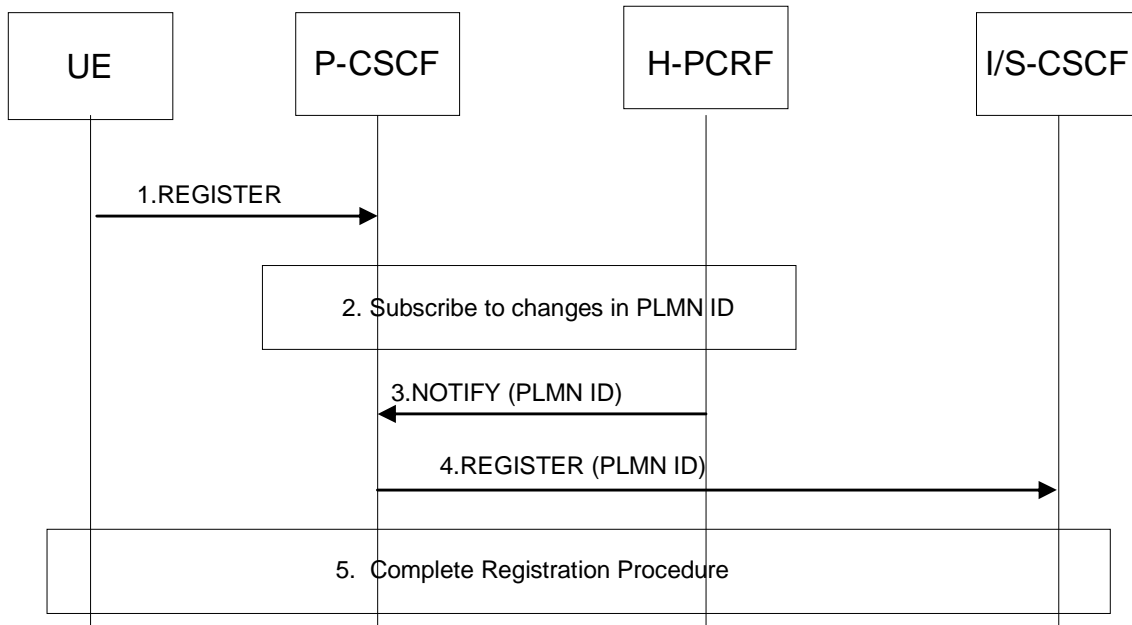 UE
P-CSCF
H-PCRF
I/S-CSCF
1.REGISTER
2. Subscribe to changes in PLMN ID
3.NOTIFY (PLMN ID)
4.REGISTER (PLMN ID)
5. Complete Registration Procedure